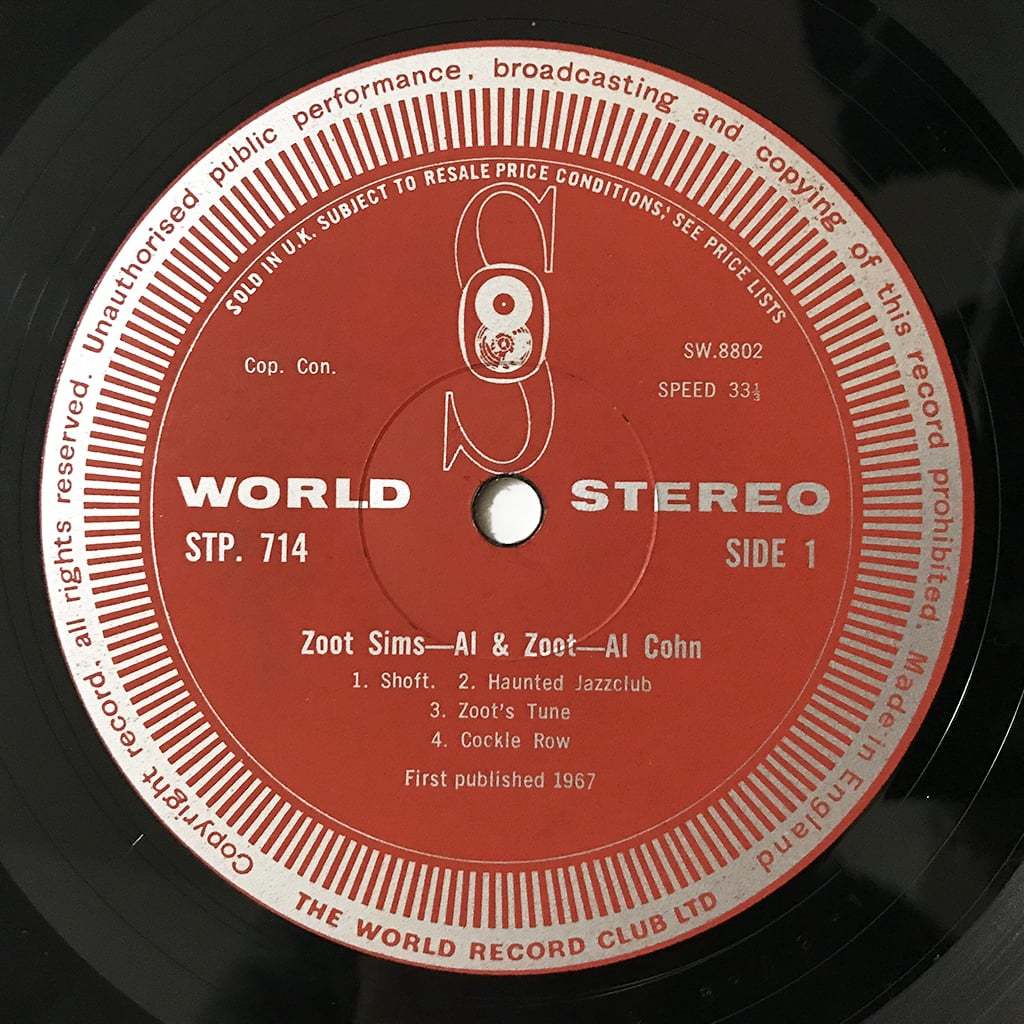 Copyright record, all rights reserved. Unauthorised public performance, broadcasting and copying of this record prohibited. Made in England
SOLD IN U.K. SUBJECT TO RESALE PRICE CONDITIONS; SEE PRICE LISTS
Cop. Con.
SW.8802
SPEED 33⅓
WORLD STEREO
STP. 714
SIDE 1
Zoot Sims—Al & Zoot—Al Cohn
1. Shoft. 2. Haunted Jazzclub
3. Zoot's Tune
4. Cockle Row
First published 1967
THE WORLD RECORD CLUB LTD